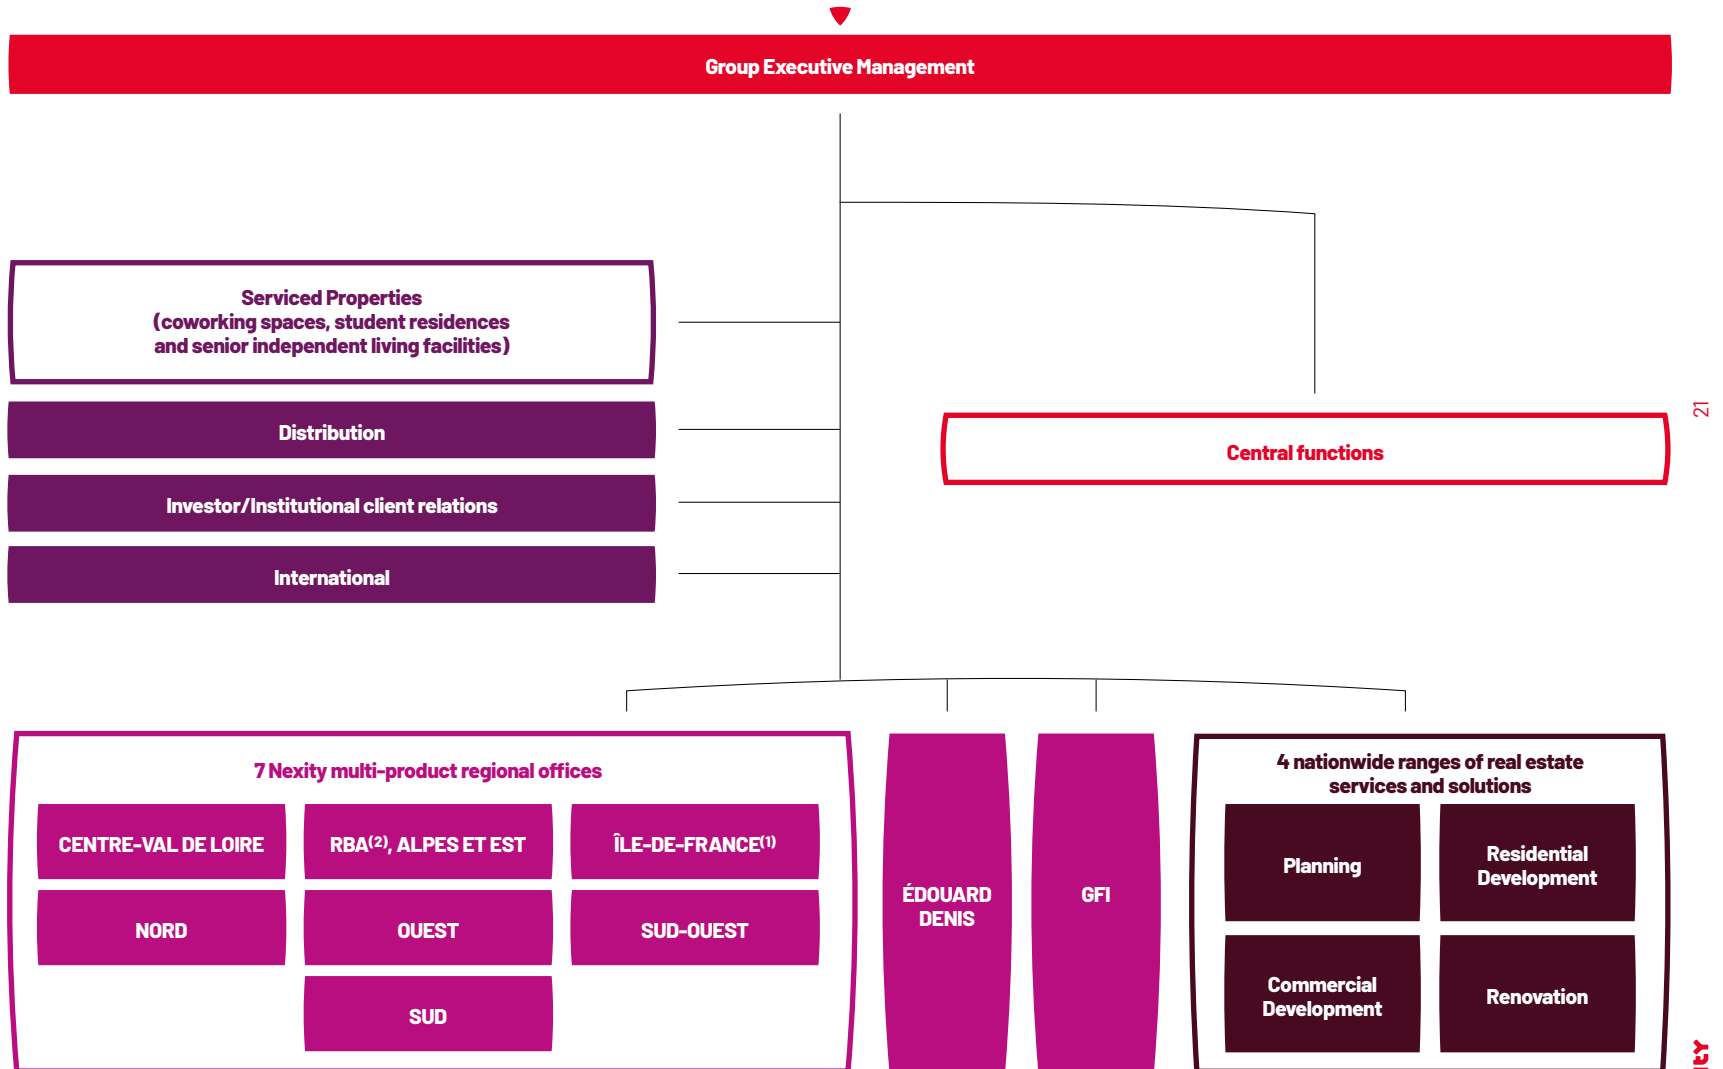 Group Executive Management
Serviced Properties
(coworking spaces, student residences
and senior independent living facilities)
Distribution
Investor/Institutional client relations
International
Central functions
21
7 Nexity multi-product regional offices
CENTRE-VAL DE LOIRE
RBA(2), ALPES ET EST
ÎLE-DE-FRANCE(1)
NORD
OUEST
SUD-OUEST
SUD
ÉDOUARD
DENIS
GFI
4 nationwide ranges of real estate
services and solutions
Planning
Residential
Development
Commercial
Development
Renovation